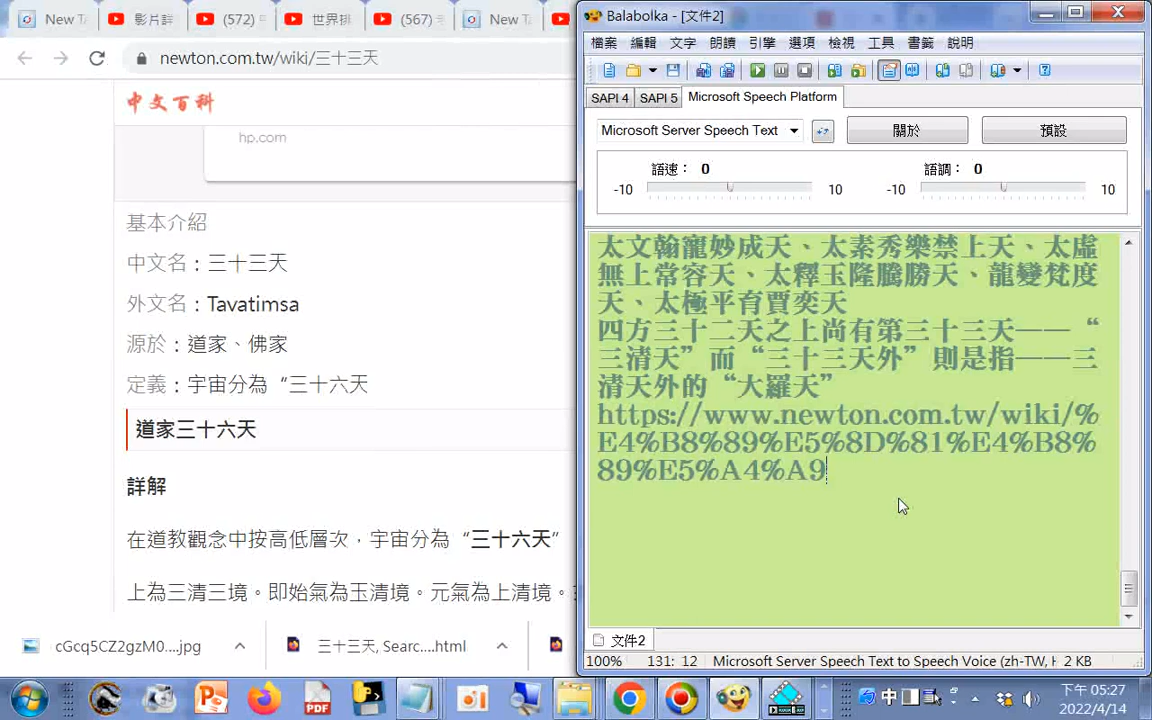 New T
影片詳
(572)
世界排
(567)
New T
newton.com.tw/wiki/三十三天
中文百科
hp.com
基本介紹
中文名：三十三天
外文名：Tavatimsa
源於：道家、佛家
定義：宇宙分為“三十六天
道家三十六天
詳解
在道教觀念中按高低層次，宇宙分為“三十六天”
上為三清三境。即始氣為玉清境。元氣為上清境。
cGcq5CZ2gzM0....jpg
三十三天, Searc....html
Balabolka - [文件2]
檔案 編輯 文字 朗讀 引擎 選項 檢視 工具 書籤 說明
SAPI 4 SAPI 5 Microsoft Speech Platform
Microsoft Server Speech Text 關於 預設
語速： 0 語調： 0
-10 10 -10 10
太文翰寵妙成天、太素秀樂禁上天、太虛
無上常容天、太釋玉隆騰勝天、龍變梵度
天、太極平育賈奕天
四方三十二天之上尚有第三十三天——“
三清天”而“三十三天外”則是指——三
清天外的“大羅天”
https://www.newton.com.tw/wiki/%
E4%B8%89%E5%8D%81%E4%B8%
89%E5%A4%A9
文件2
100% 131: 12 Microsoft Server Speech Text to Speech Voice (zh-TW, 2 KB
PDF
中
下午 05:27
2022/4/14